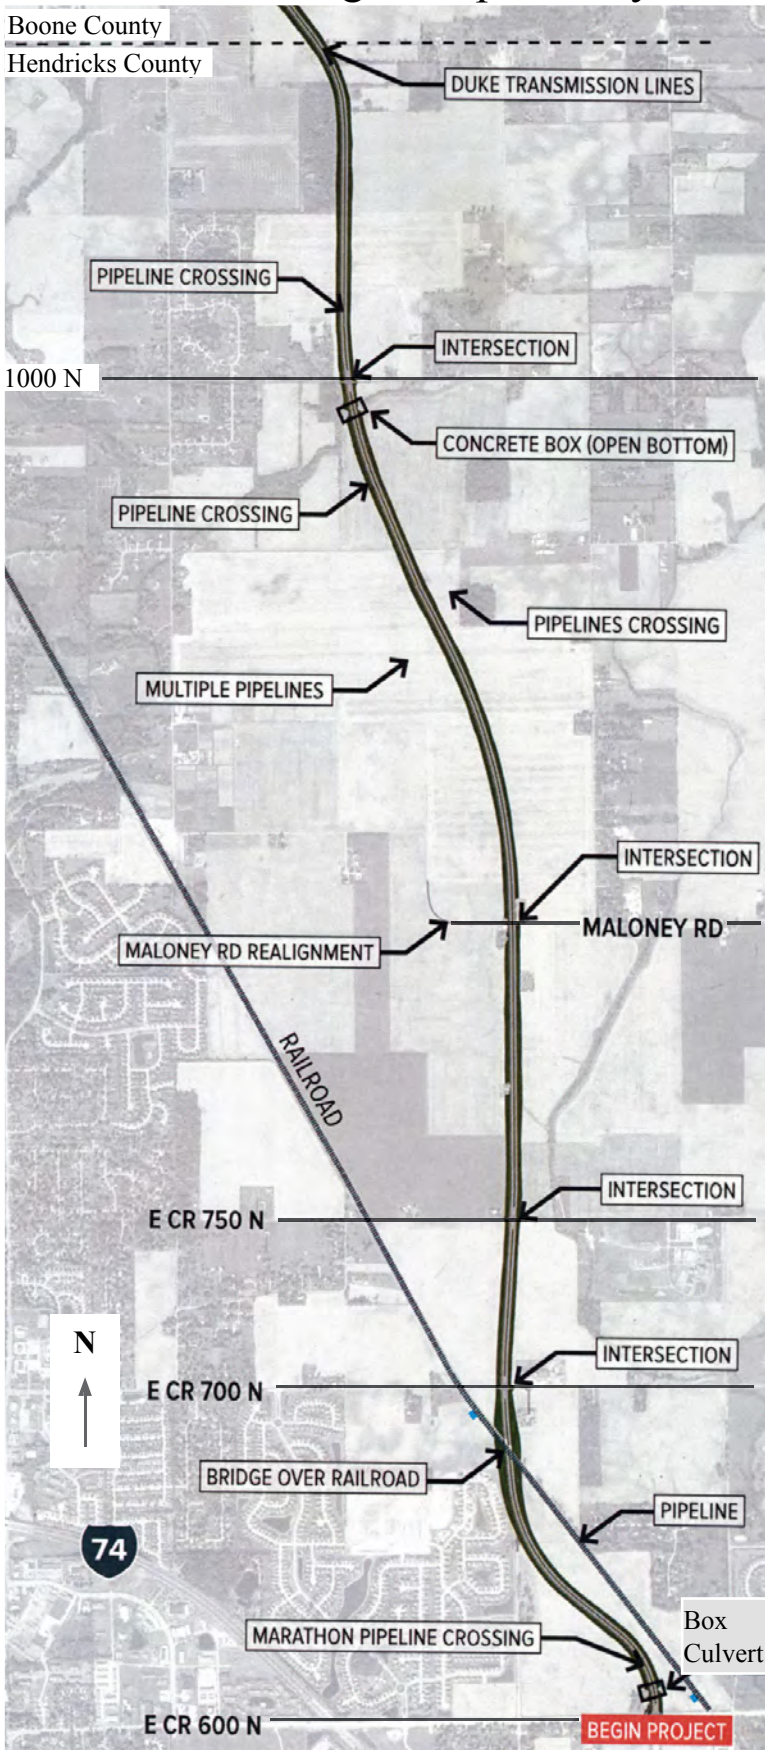 Boone County
Hendricks County
DUKE TRANSMISSION LINES
PIPELINE CROSSING
INTERSECTION
1000 N
CONCRETE BOX (OPEN BOTTOM)
PIPELINE CROSSING
PIPELINES CROSSING
MULTIPLE PIPELINES
INTERSECTION
MALONEY RD
MALONEY RD REALIGNMENT
RAILROAD
INTERSECTION
E CR 750 N
N
INTERSECTION
E CR 700 N
BRIDGE OVER RAILROAD
PIPELINE
74
Box
Culvert
MARATHON PIPELINE CROSSING
E CR 600 N
BEGIN PROJECT